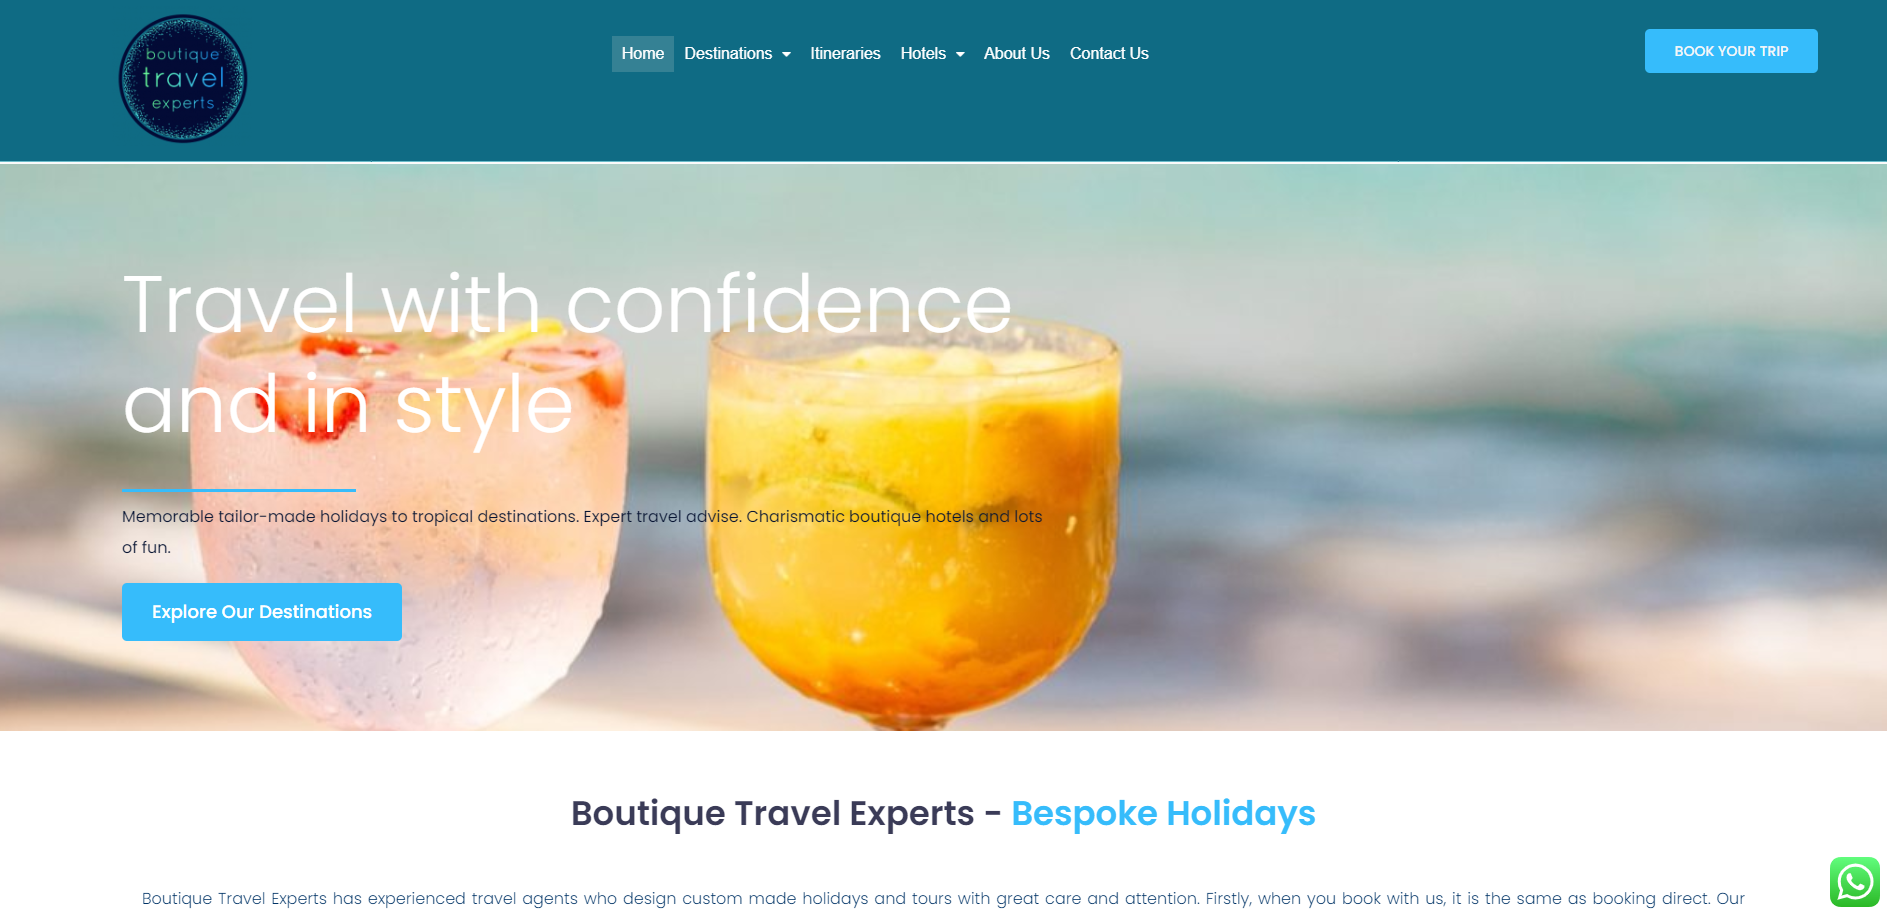 boutique
travel
experts
Home
Destinations
Itineraries
Hotels
About Us
Contact Us
BOOK YOUR TRIP
Travel with confidence
and in style
Memorable tailor-made holidays to tropical destinations. Expert travel advise. Charismatic boutique hotels and lots
of fun.
Explore Our Destinations
Boutique Travel Experts - Bespoke Holidays
Boutique Travel Experts has experienced travel agents who design custom made holidays and tours with great care and attention. Firstly, when you book with us, it is the same as booking direct. Our